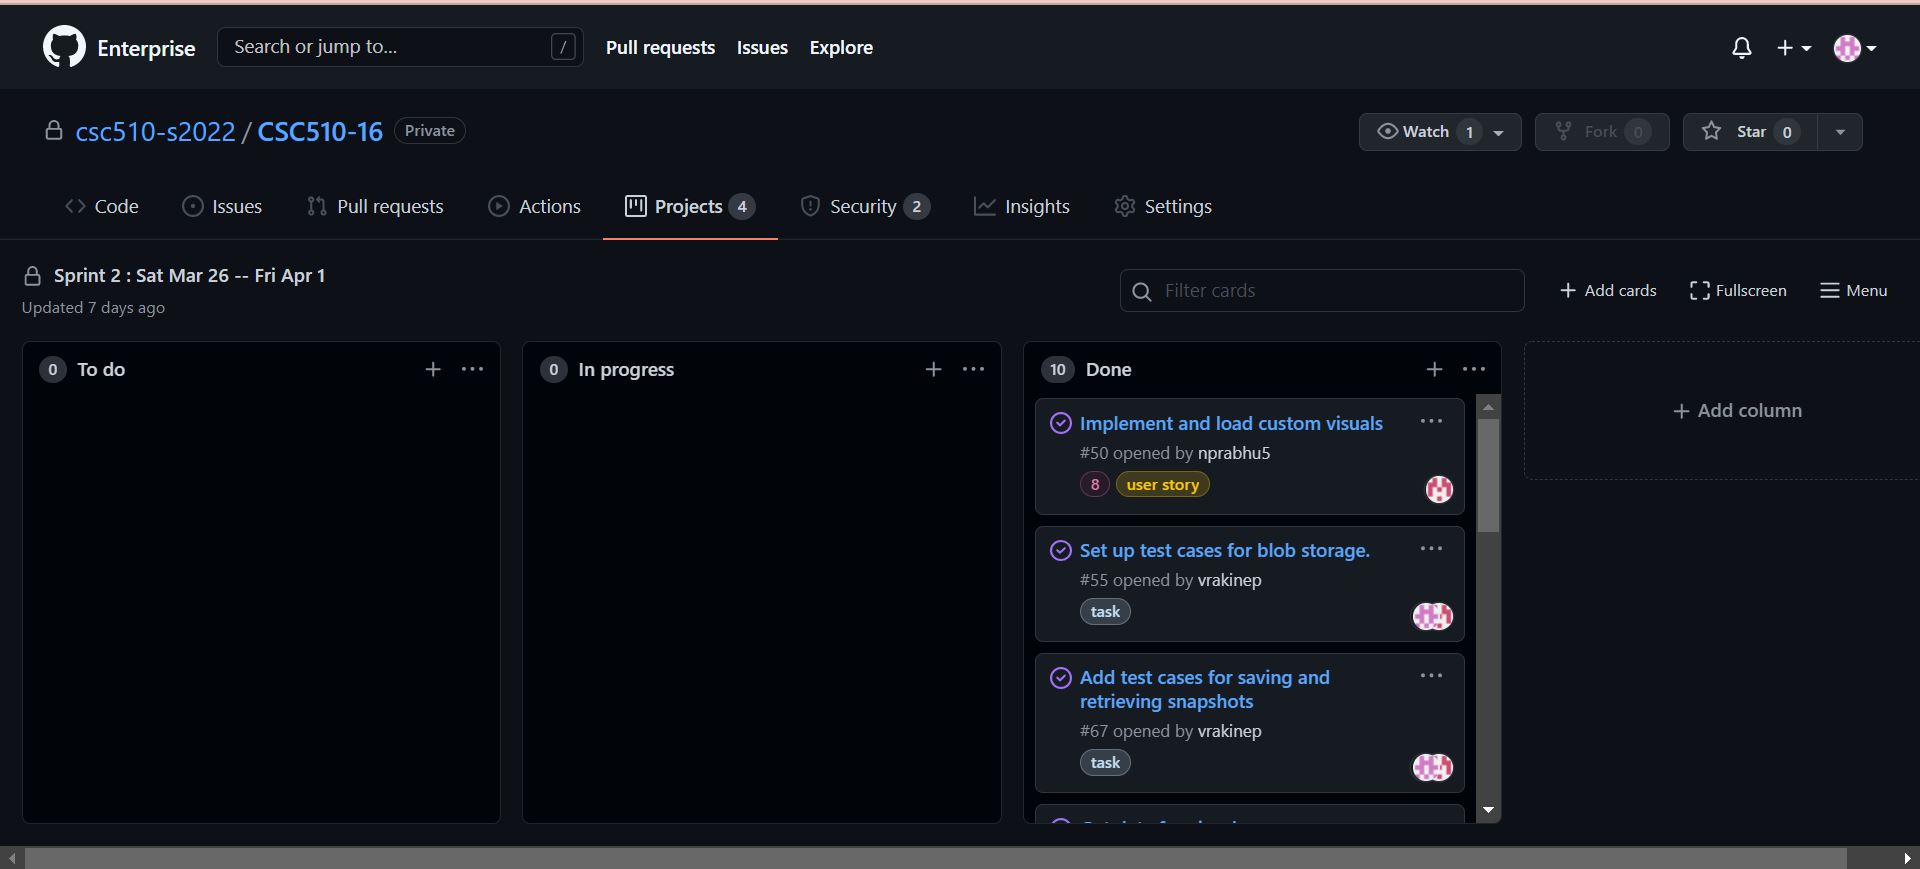 Enterprise
Search or jump to...
/
Pull requests
Issues
Explore
csc510-s2022 / CSC510-16
Private
Watch 1
Fork 0
Star 0
Code
Issues
Pull requests
Actions
Projects 4
Security 2
Insights
Settings
Sprint 2 : Sat Mar 26 -- Fri Apr 1
Updated 7 days ago
Filter cards
Add cards
Fullscreen
Menu
0 To do
0 In progress
10 Done
Implement and load custom visuals
#50 opened by nprabhu5
8 user story
Set up test cases for blob storage.
#55 opened by vrakinep
task
Add test cases for saving and
retrieving snapshots
#67 opened by vrakinep
task
Add column